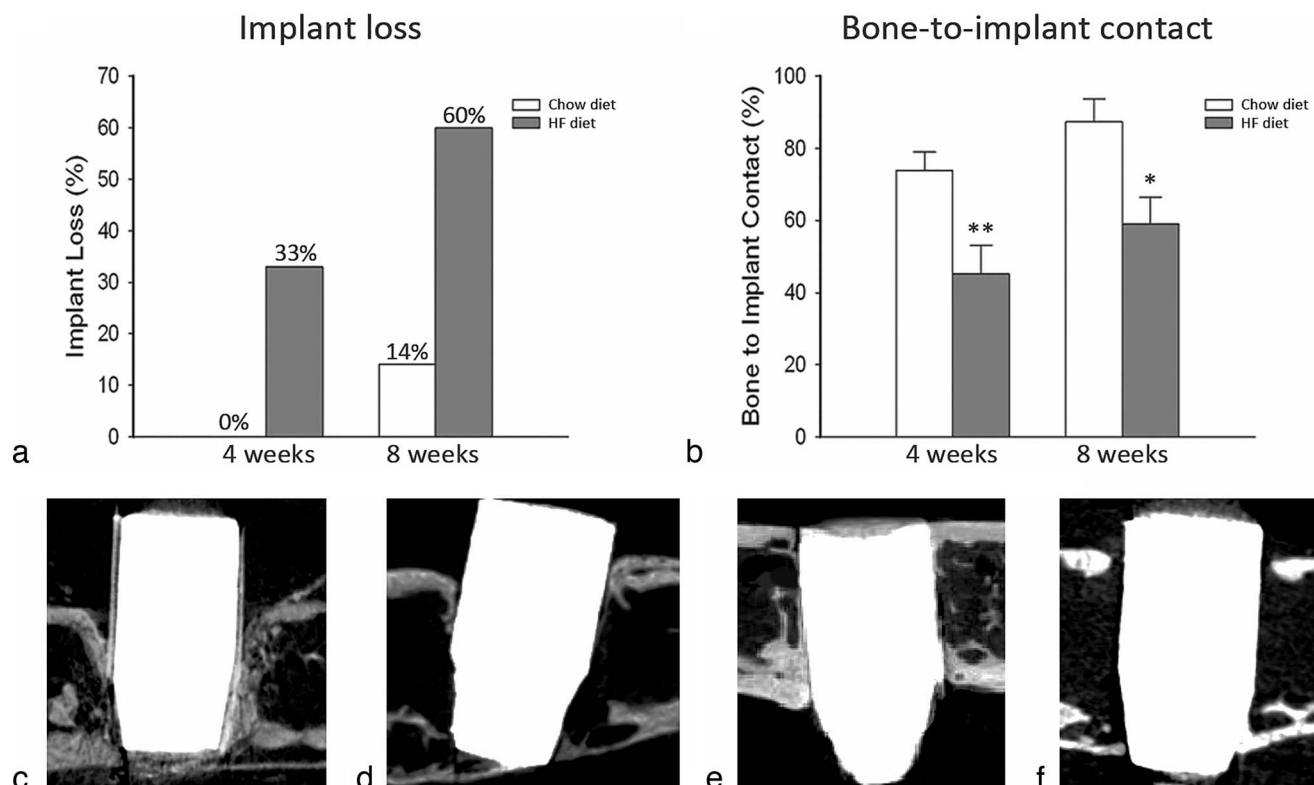 Implant loss
Implant Loss (%)
70
60
50
40
30
20
10
0
0%
33%
14%
60%
Chow diet
HF diet
4 weeks
8 weeks
a
Bone-to-implant contact
Bone to Implant Contact (%)
100
80
60
40
20
0
**
*
Chow diet
HF diet
4 weeks
8 weeks
b
c
d
e
f